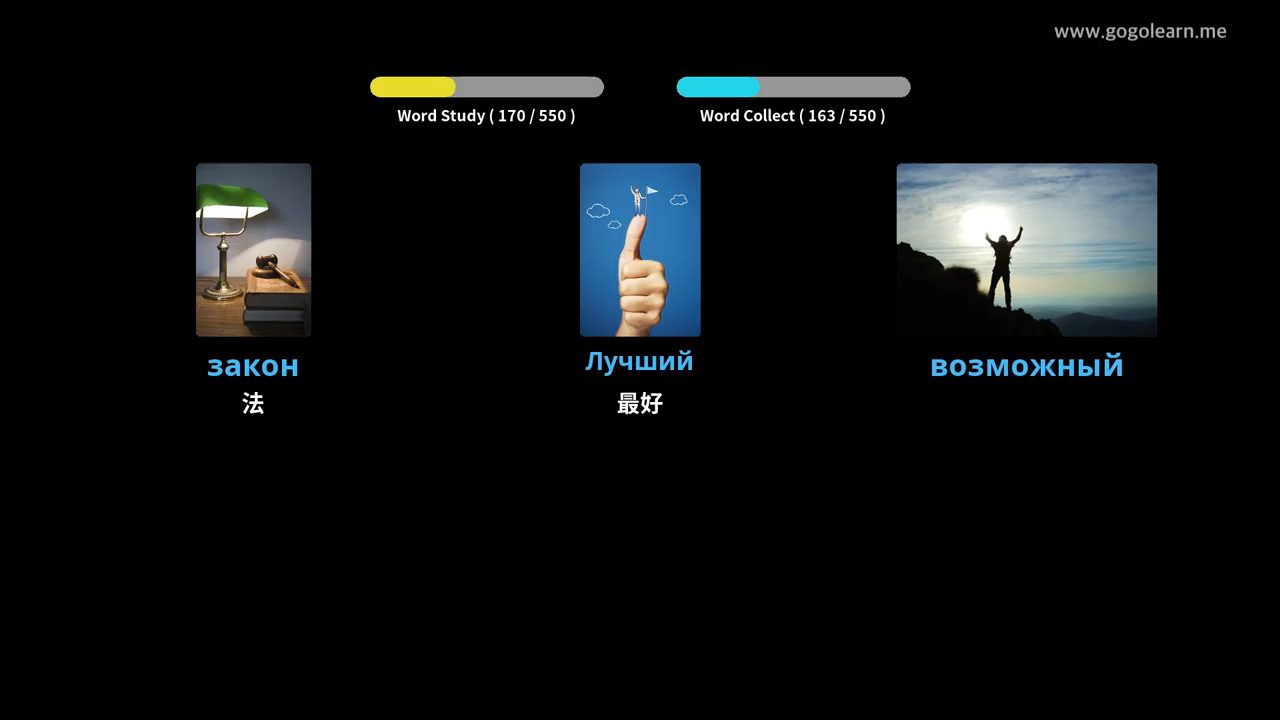 www.gogolearn.me
Word Study ( 170 / 550 )
Word Collect ( 163 / 550 )
закон
Лучший
возможный
法
最好